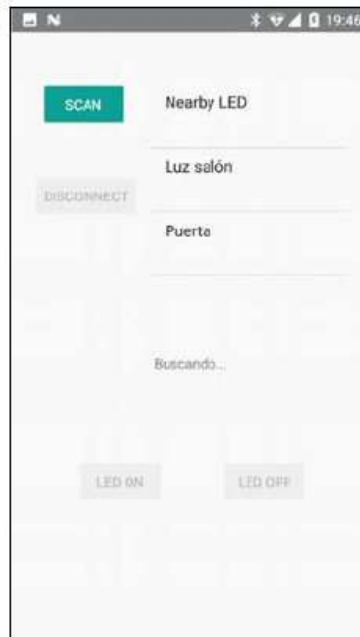 19:46
SCAN
Nearby LED
Luz salón
DISCONNECT
Puerta
Buscando...
LED ON
LED OFF